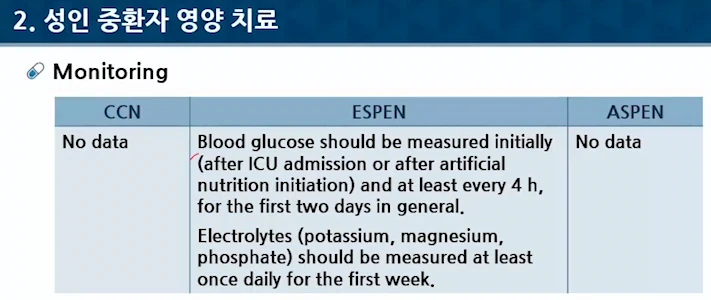 2. 성인 중환자 영양 치료
Monitoring
CCN ESPEN ASPEN
No data Blood glucose should be measured initially No data
(after ICU admission or after artificial
nutrition initiation) and at least every 4 h,
for the first two days in general.
Electrolytes (potassium, magnesium,
phosphate) should be measured at least
once daily for the first week.